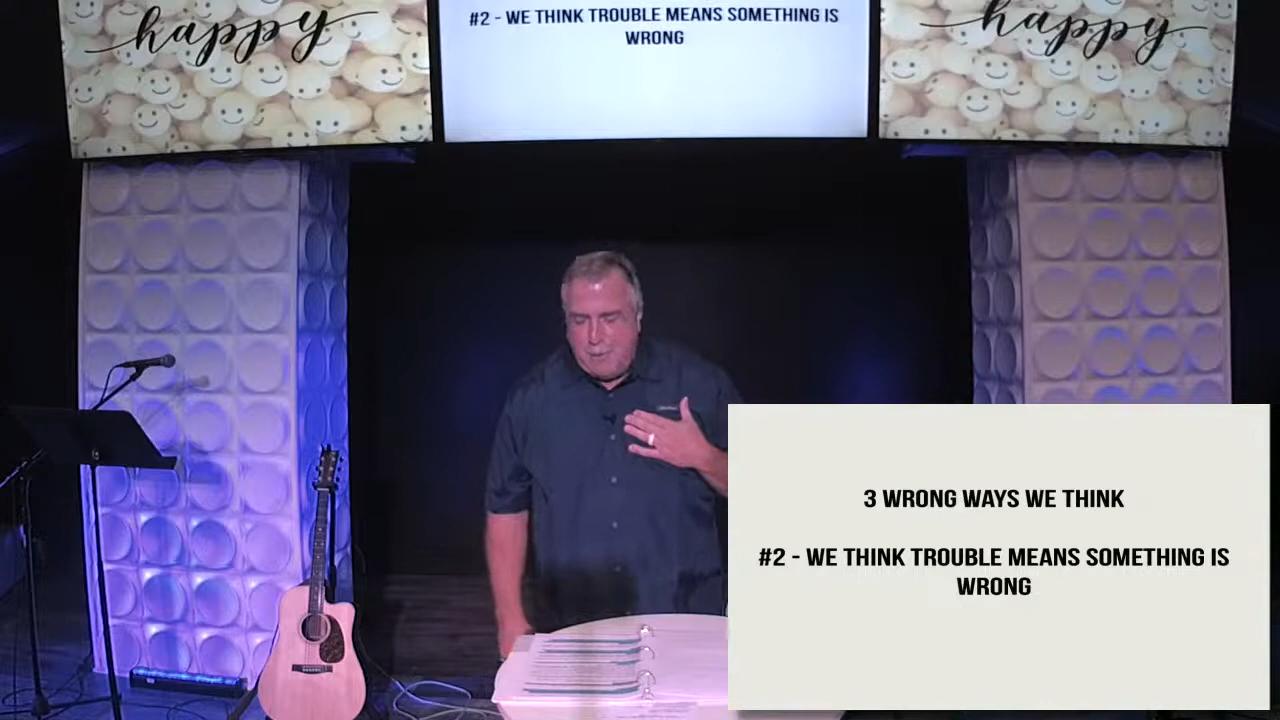 happy
#2 - WE THINK TROUBLE MEANS SOMETHING IS
WRONG
happy
3 WRONG WAYS WE THINK
#2 - WE THINK TROUBLE MEANS SOMETHING IS
WRONG